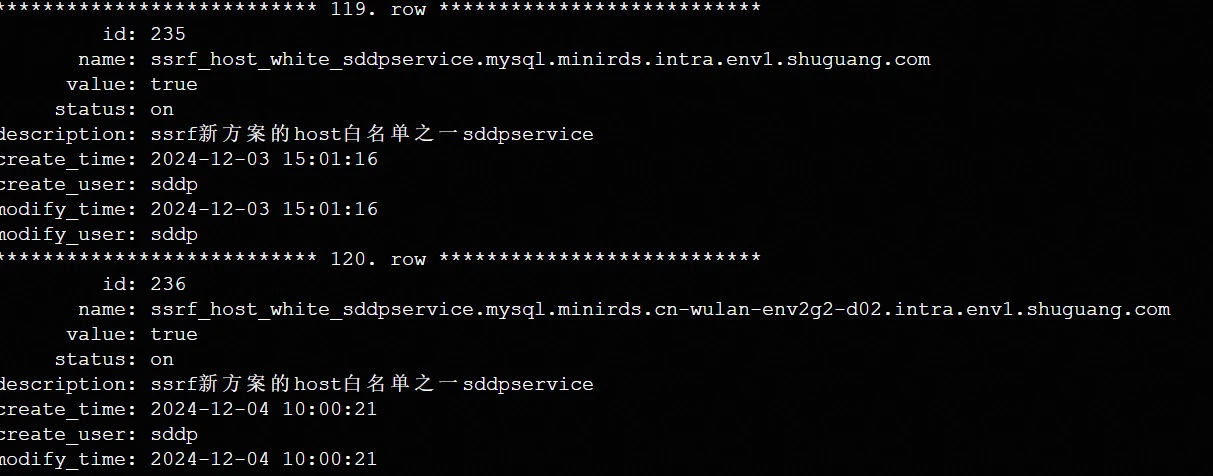 *************************** 119. row ***************************
id: 235
name: ssrf_host_white_sddpservice.mysql.minirds.intra.env1.shuguang.com
value: true
status: on
description: ssrf新方案的host白名单之一sddpservice
create_time: 2024-12-03 15:01:16
create_user: sddp
modify_time: 2024-12-03 15:01:16
modify_user: sddp
*************************** 120. row ***************************
id: 236
name: ssrf_host_white_sddpservice.mysql.minirds.cn-wulan-env2g2-d02.intra.env1.shuguang.com
value: true
status: on
description: ssrf新方案的host白名单之一sddpservice
create_time: 2024-12-04 10:00:21
create_user: sddp
modify_time: 2024-12-04 10:00:21